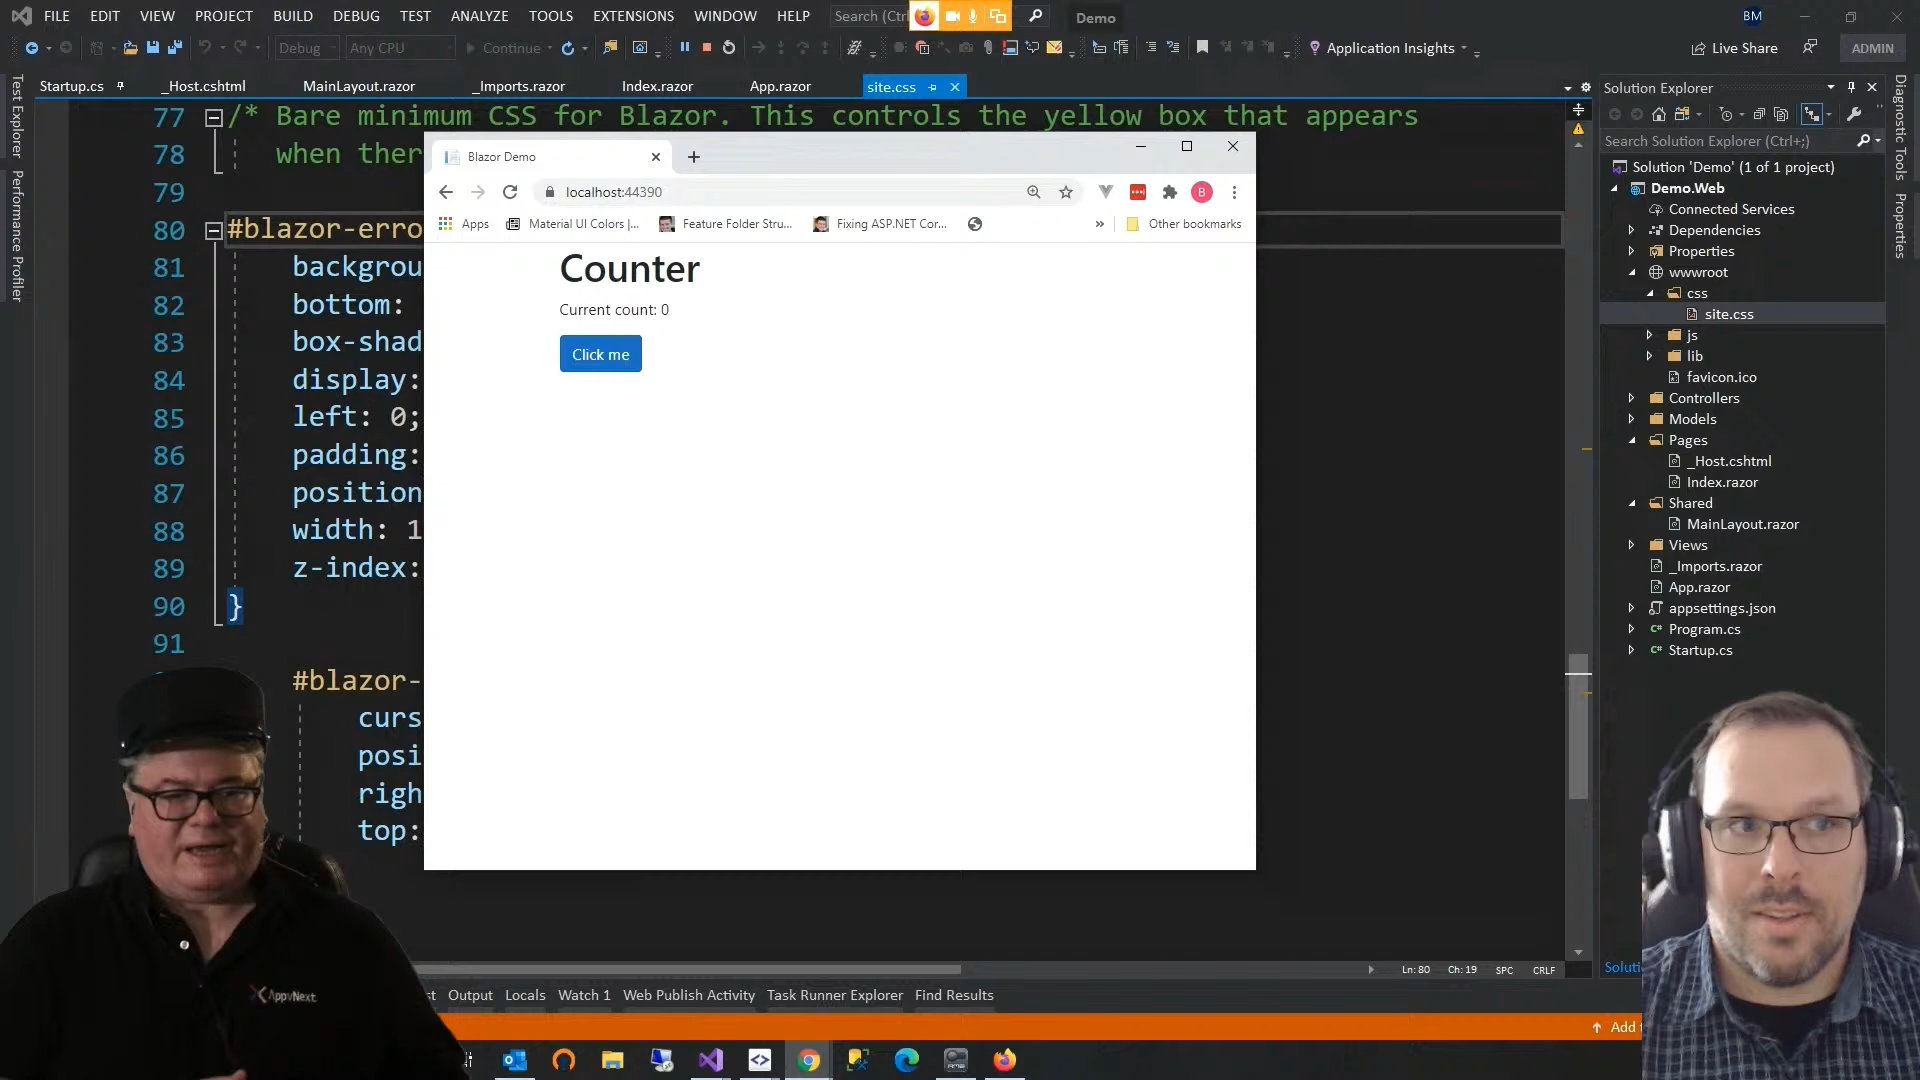 FILE EDIT VIEW PROJECT BUILD DEBUG TEST ANALYZE TOOLS EXTENSIONS WINDOW HELP Search (Ctrl Demo BM
Debug Any CPU Continue Application Insights Live Share ADMIN
Startup.cs _Host.cshtml MainLayout.razor _Imports.razor Index.razor App.razor site.css
Test Explorer
Performance Profiler
77 /* Bare minimum CSS for Blazor. This controls the yellow box that appears
78 when ther
79
80 #blazor-erro
81 backgrou
82 bottom:
83 box-shad
84 display:
85 left: 0;
86 padding:
87 position
88 width: 1
89 z-index:
90 }
91
#blazor-
curs
posi
righ
top:
Blazor Demo
localhost:44390
B
Apps Material UI Colors |... Feature Folder Stru... Fixing ASP.NET Cor... » Other bookmarks
Counter
Current count: 0
Click me
Solution Explorer
Search Solution Explorer (Ctrl+;)
Solution 'Demo' (1 of 1 project)
Demo.Web
Connected Services
Dependencies
Properties
wwwroot
css
site.css
js
lib
favicon.ico
Controllers
Models
Pages
_Host.cshtml
Index.razor
Shared
MainLayout.razor
Views
_Imports.razor
App.razor
appsettings.json
C# Program.cs
C# Startup.cs
Diagnostic Tools
Properties
Ln: 80 Ch: 19 SPC CRLF
Soluti
st Output Locals Watch 1 Web Publish Activity Task Runner Explorer Find Results
Add t
AppvNext